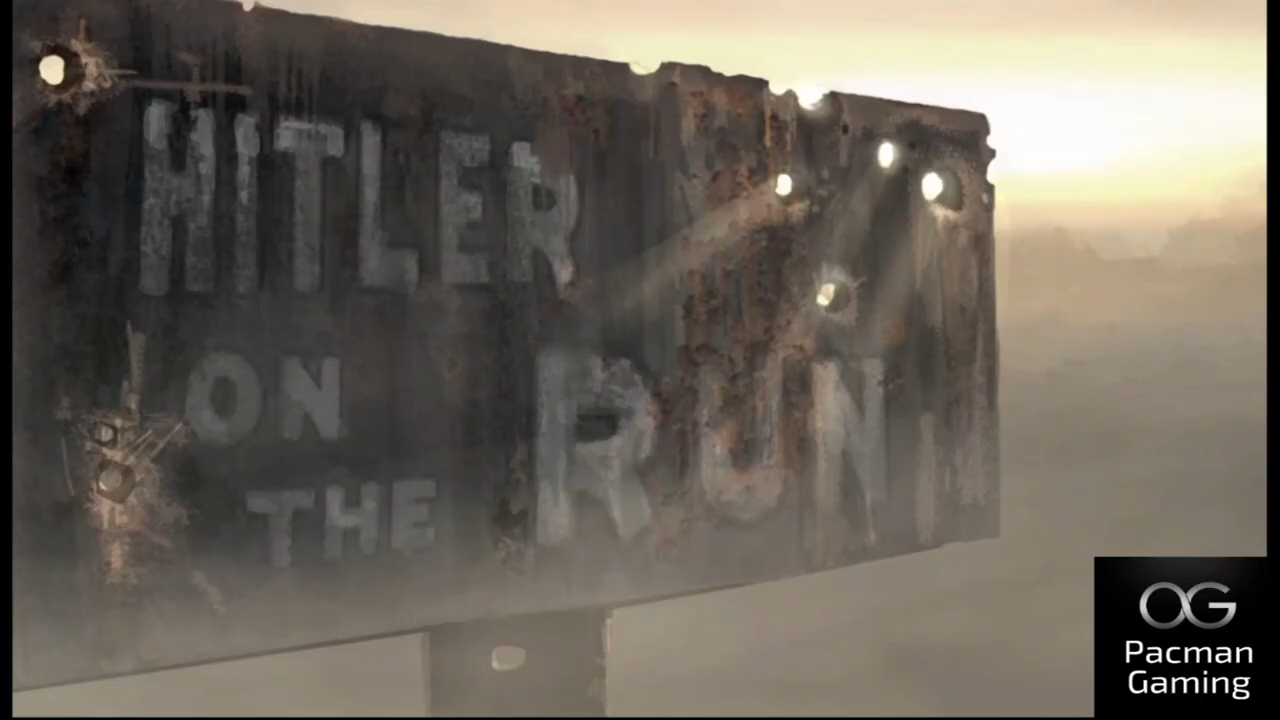 HITLER
ON
THE RUN
OG
Pacman
Gaming